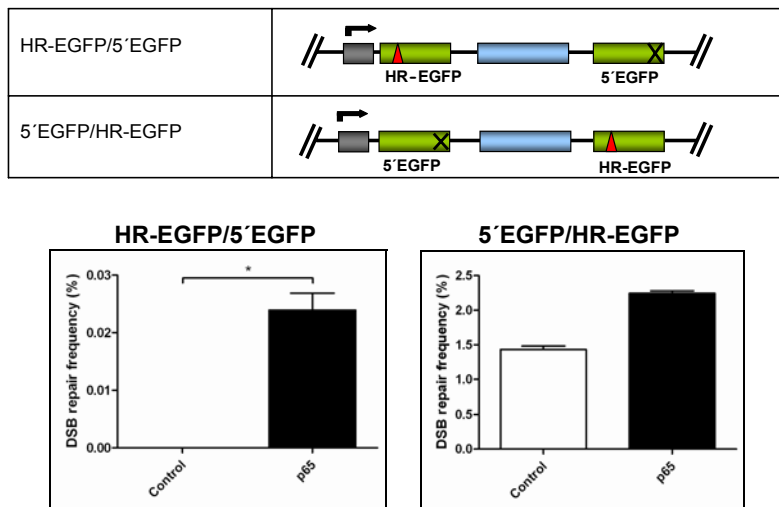 HR-EGFP/5´EGFP
HR-EGFP
5´EGFP
5´EGFP/HR-EGFP
5´EGFP
HR-EGFP
HR-EGFP/5´EGFP
DSB repair frequency (%)
0.03
0.02
0.01
0.00
*
Control
p65
5´EGFP/HR-EGFP
DSB repair frequency (%)
2.5
2.0
1.5
1.0
0.5
0.0
Control
p65